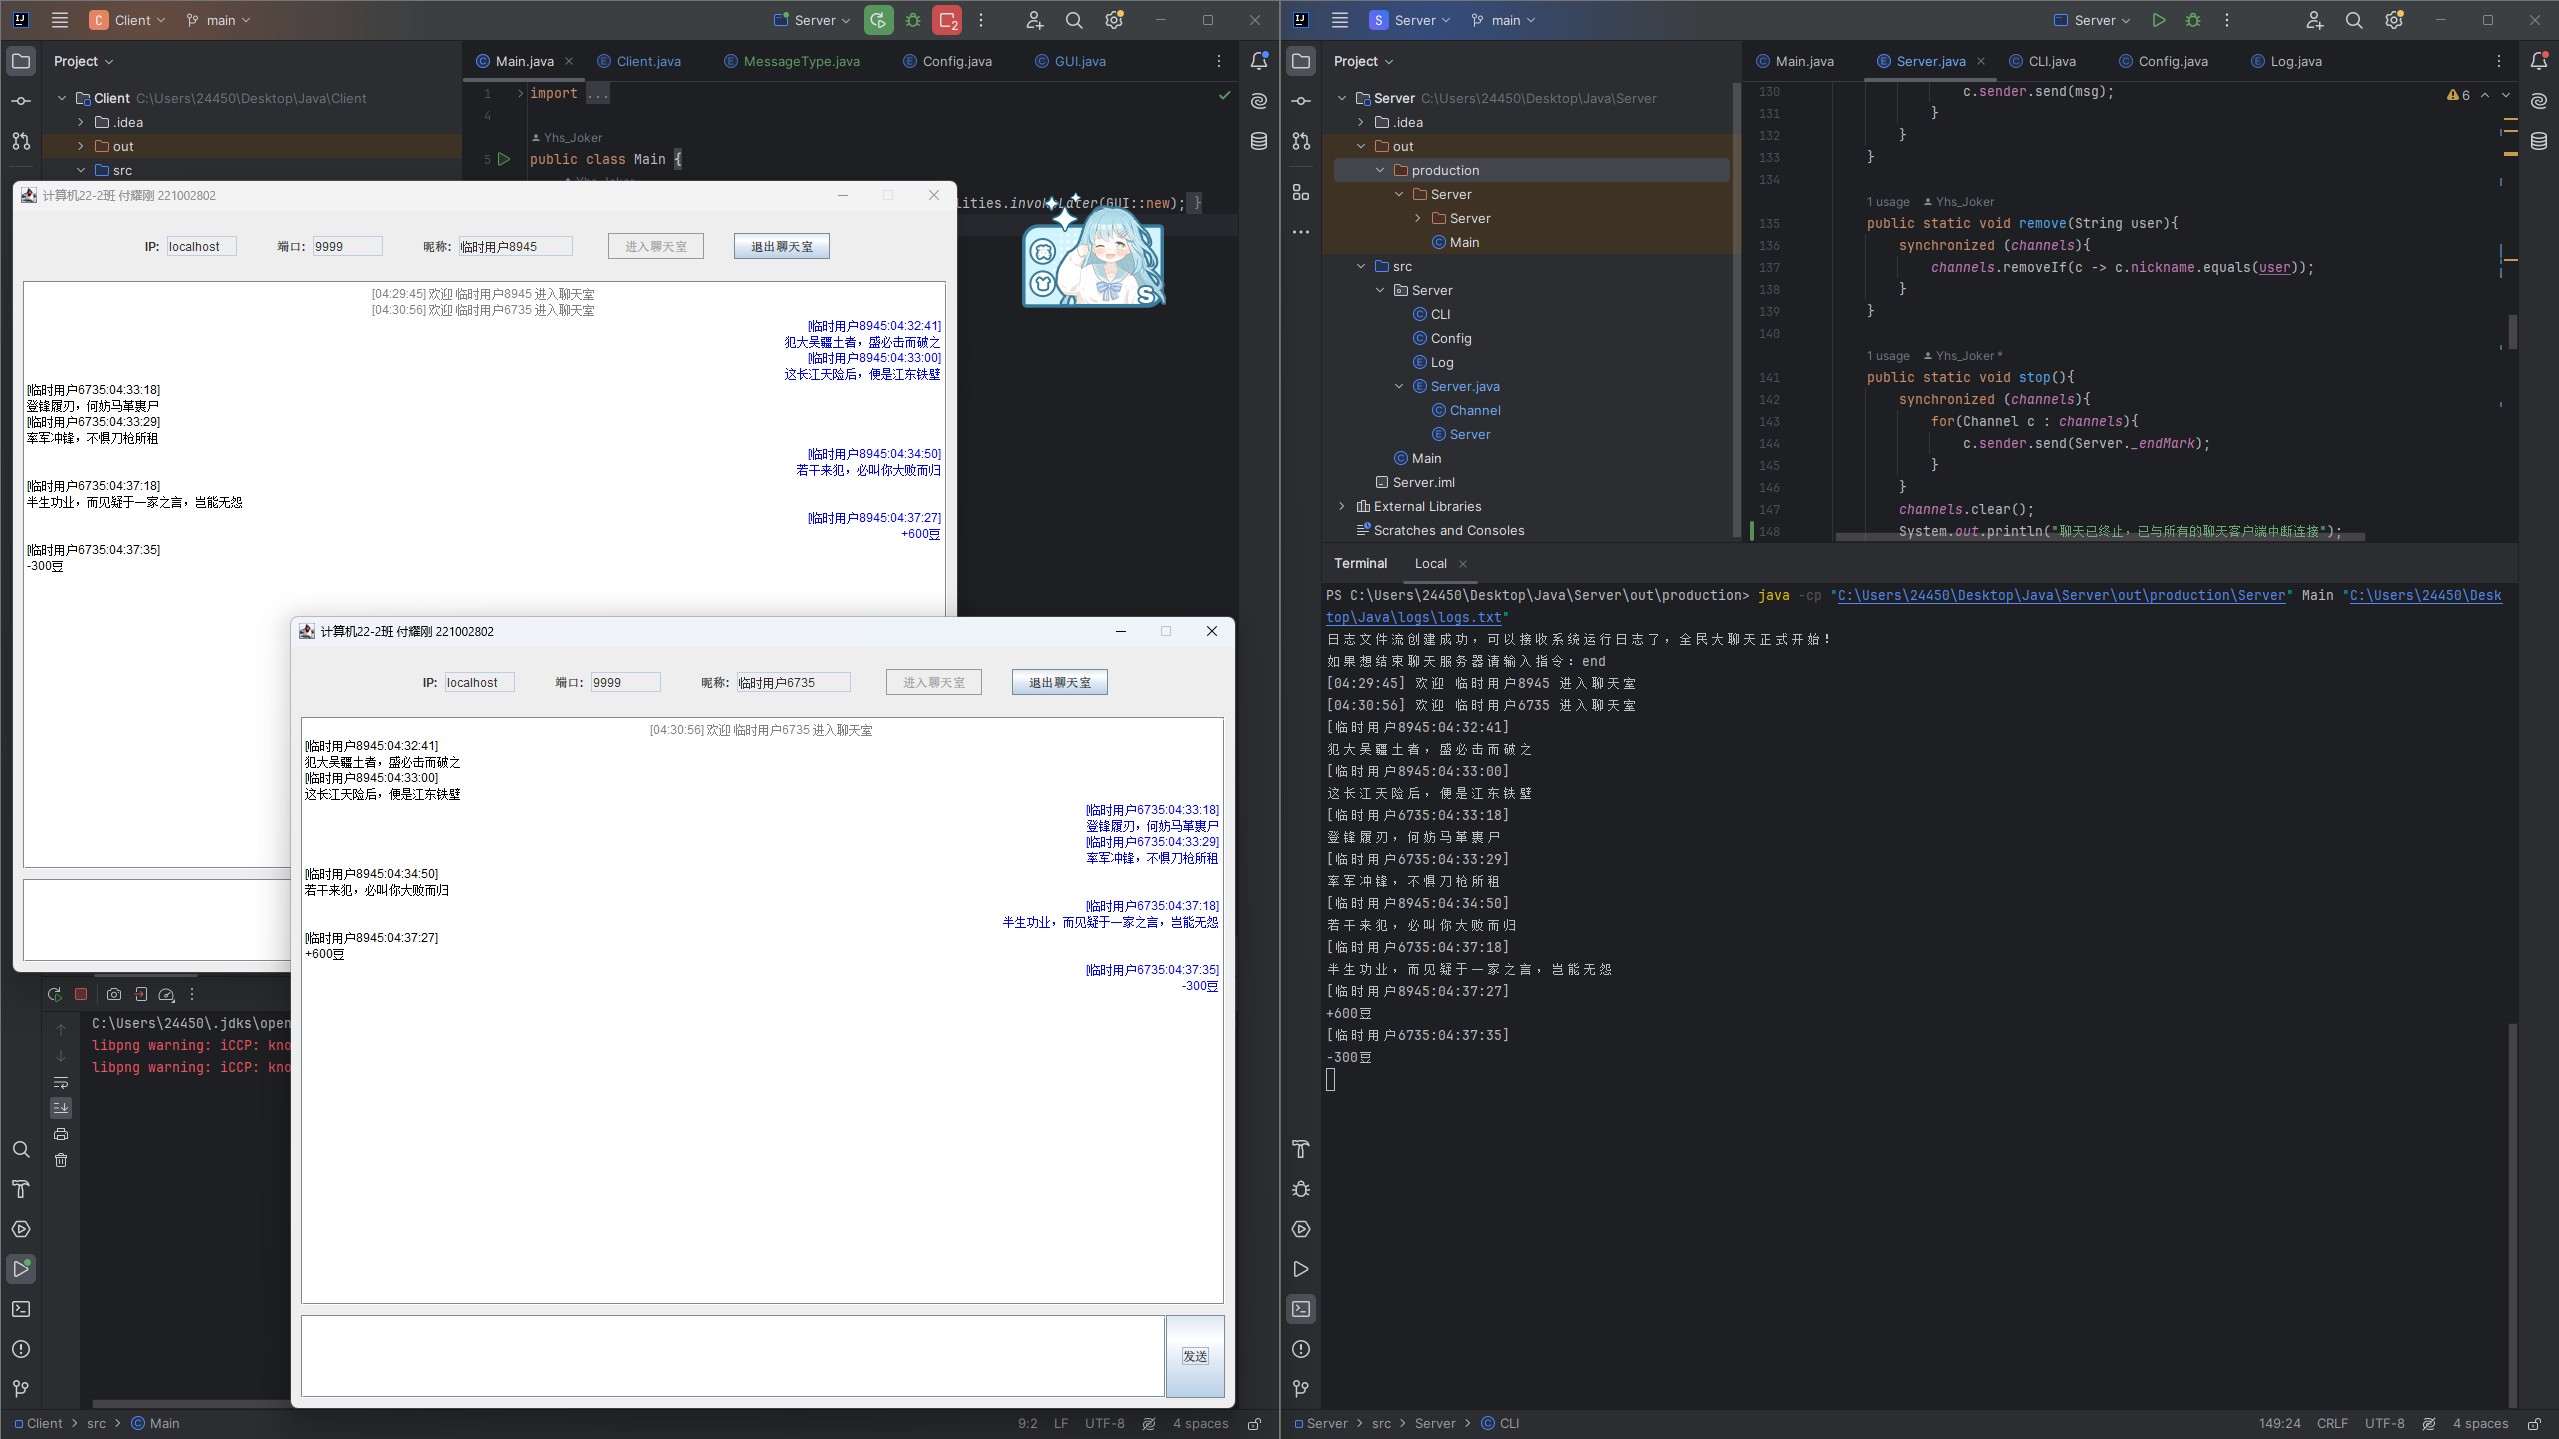 Client
main
Server
2
Project
Main.java
Client.java
MessageType.java
Config.java
GUI.java
Client C:\Users\24450\Desktop\Java\Client
.idea
out
src
1 import ...
4
Yhs_Joker
5 public class Main {
lities.invokeLater(GUI::new); }
计算机22-2班 付耀刚 221002802
IP: localhost
端口: 9999
昵称: 临时用户8945
进入聊天室
退出聊天室
[04:29:45] 欢迎 临时用户8945 进入聊天室
[04:30:56] 欢迎 临时用户6735 进入聊天室
[临时用户8945:04:32:41]
犯大吴疆土者，盛必击而破之
[临时用户8945:04:33:00]
这长江天险后，便是江东铁壁
[临时用户6735:04:33:18]
登锋履刃，何妨马革裹尸
[临时用户6735:04:33:29]
率军冲锋，不惧刀枪所阻
[临时用户8945:04:34:50]
若干来犯，必叫你大败而归
[临时用户6735:04:37:18]
半生功业，而见疑于一家之言，岂能无怨
[临时用户8945:04:37:27]
+600豆
[临时用户6735:04:37:35]
-300豆
计算机22-2班 付耀刚 221002802
IP: localhost
端口: 9999
昵称: 临时用户6735
进入聊天室
退出聊天室
[04:30:56] 欢迎 临时用户6735 进入聊天室
[临时用户8945:04:32:41]
犯大吴疆土者，盛必击而破之
[临时用户8945:04:33:00]
这长江天险后，便是江东铁壁
[临时用户6735:04:33:18]
登锋履刃，何妨马革裹尸
[临时用户6735:04:33:29]
率军冲锋，不惧刀枪所租
[临时用户8945:04:34:50]
若干来犯，必叫你大败而归
[临时用户6735:04:37:18]
半生功业，而见疑于一家之言，岂能无怨
[临时用户8945:04:37:27]
+600豆
[临时用户6735:04:37:35]
-300豆
发送
C:\Users\24450\.jdks\open
libpng warning: iCCP: kno
libpng warning: iCCP: kno
Client > src > Main
9:2 LF UTF-8 4 spaces
Server
main
Server
Project
Main.java
Server.java
CLI.java
Config.java
Log.java
Server C:\Users\24450\Desktop\Java\Server
.idea
out
production
Server
Server
Main
src
Server
CLI
Config
Log
Server.java
Channel
Server
Main
Server.iml
External Libraries
Scratches and Consoles
6
130 c.sender.send(msg);
131 }
132 }
133 }
134
1 usage Yhs_Joker
135 public static void remove(String user){
136 synchronized (channels){
137 channels.removeIf(c -> c.nickname.equals(user));
138 }
139 }
140
1 usage Yhs_Joker *
141 public static void stop(){
142 synchronized (channels){
143 for(Channel c : channels){
144 c.sender.send(Server._endMark);
145 }
146 }
147 channels.clear();
148 System.out.println("聊天已终止，已与所有的聊天客户端中断连接");
Terminal
Local
PS C:\Users\24450\Desktop\Java\Server\out\production> java -cp "C:\Users\24450\Desktop\Java\Server\out\production\Server" Main "C:\Users\24450\Desk
top\Java\logs\logs.txt"
日志文件流创建成功，可以接收系统运行日志了，全民大聊天正式开始！
如果想结束聊天服务器请输入指令：end
[04:29:45] 欢迎 临时用户8945 进入聊天室
[04:30:56] 欢迎 临时用户6735 进入聊天室
[临时用户8945:04:32:41]
犯大吴疆土者，盛必击而破之
[临时用户8945:04:33:00]
这长江天险后，便是江东铁壁
[临时用户6735:04:33:18]
登锋履刃，何妨马革裹尸
[临时用户6735:04:33:29]
率军冲锋，不惧刀枪所租
[临时用户8945:04:34:50]
若干来犯，必叫你大败而归
[临时用户6735:04:37:18]
半生功业，而见疑于一家之言，岂能无怨
[临时用户8945:04:37:27]
+600豆
[临时用户6735:04:37:35]
-300豆
Server > src > Server > CLI
149:24 CRLF UTF-8 4 spaces